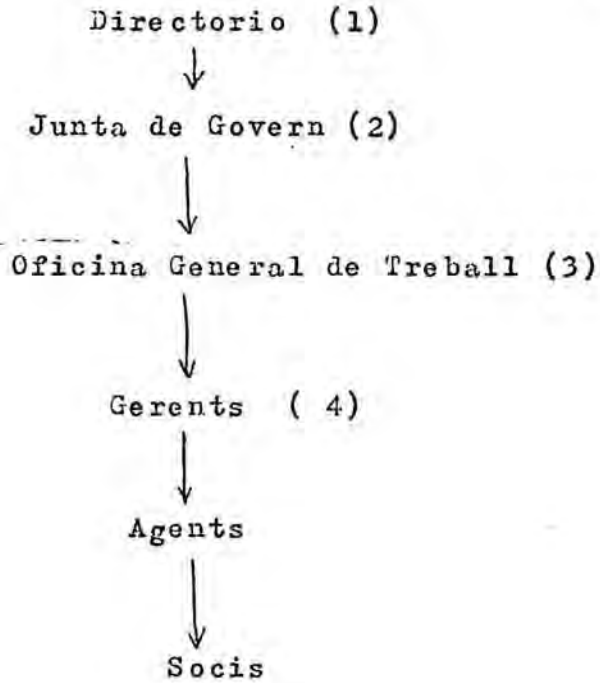 Directorio (1)
Junta de Govern (2)
Oficina General de Treball (3)
Gerents ( 4)
Agents
Socis